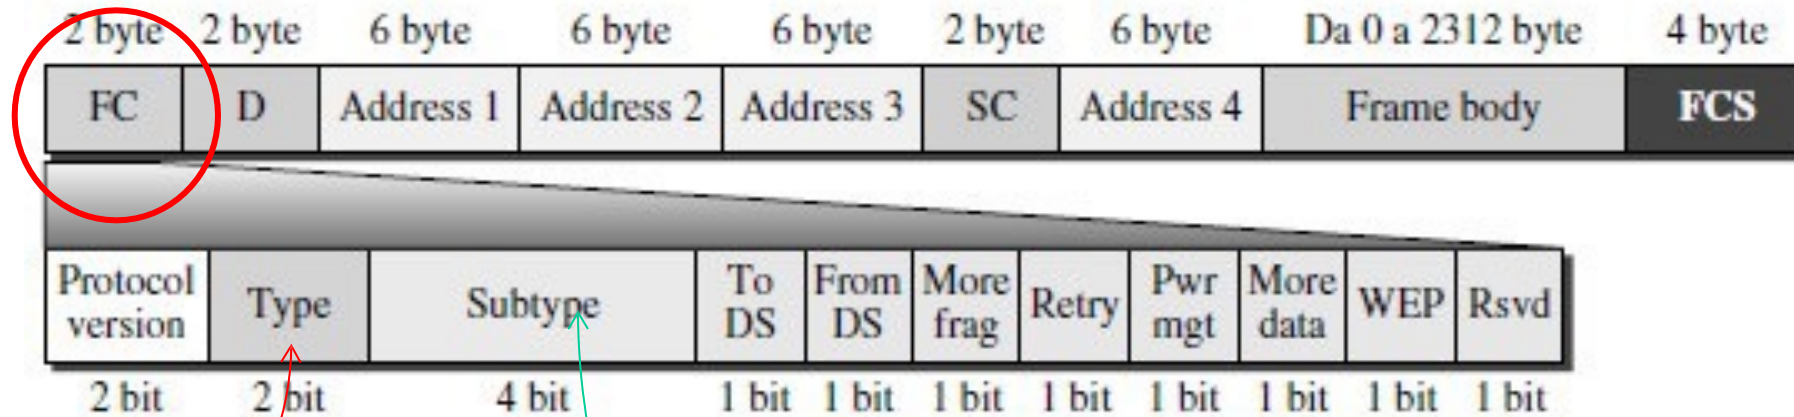 2 byte 2 byte 6 byte 6 byte 6 byte 2 byte 6 byte Da 0 a 2312 byte 4 byte
FC D Address 1 Address 2 Address 3 SC Address 4 Frame body FCS
Protocol version Type Subtype To DS From DS More frag Retry Pwr mgt More data WEP Rsvd
2 bit 2 bit 4 bit 1 bit 1 bit 1 bit 1 bit 1 bit 1 bit 1 bit 1 bit